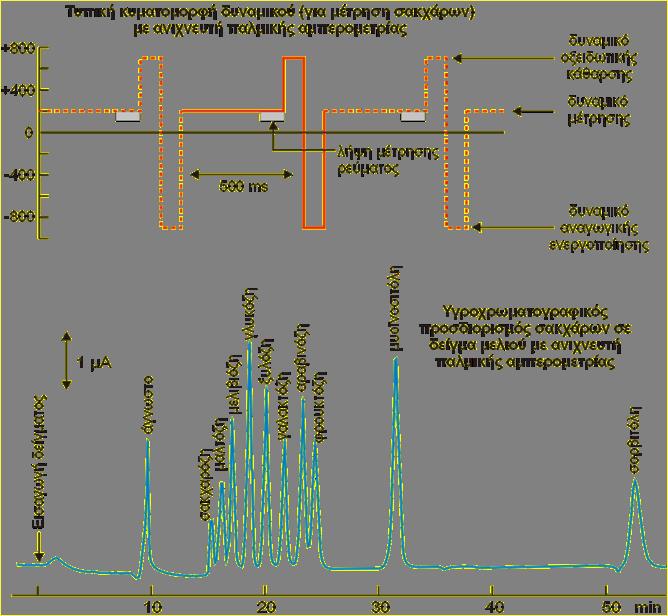 Τυπική κυματομορφή δυναμικού (για μέτρηση σακχάρων)
με ανιχνευτή παλμικής αμπερομετρίας
+800
+400
0
-400
-800
δυναμικό
οξειδωτικής
κάθαρσης
δυναμικό
μέτρησης
λήψη μέτρησης
ρεύματος
500 ms
δυναμικό
αναγωγικής
ενεργοποίησης
Υγροχρωματογραφικός
προσδιορισμός σακχάρων σε
δείγμα μελιού με ανιχνευτή
παλμικής αμπερομετρίας
1 μΑ
Εισαγωγή δείγματος
άγνωστο
σακχαρόζη
μαλτόζη
μελιβιόζη
γλυκόζη
ξυλόζη
γαλακτόζη
αραβινόζη
φρουκτόζη
μυοϊνοσιτόλη
σορβιτόλη
10
20
30
40
50
min